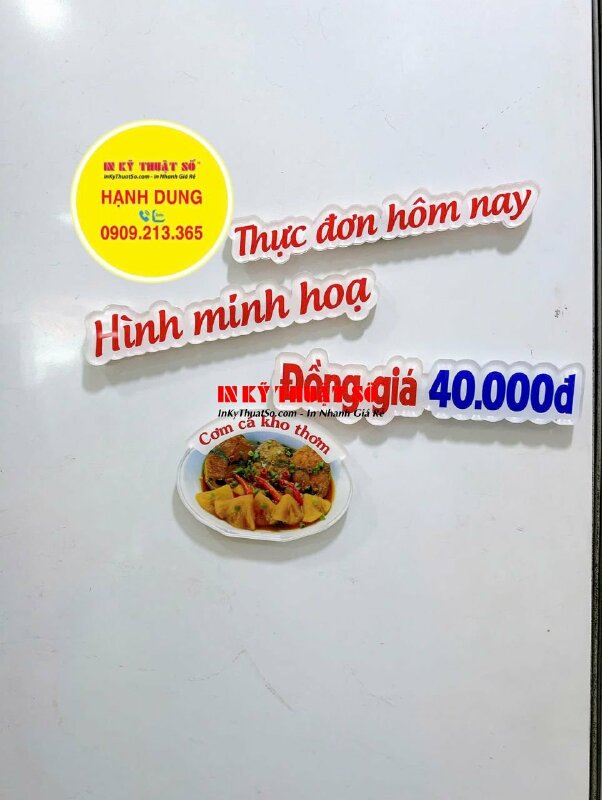 IN KỸ THUẬT SỐ™
InKyThuatSo.com - In Nhanh Giá Rẻ
HẠNH DUNG
0909.213.365
Thực đơn hôm nay
Hình minh hoạ
Đồng giá 40.000đ
IN KỸ THUẬT SỐ
InKyThuatSo.com - In Nhanh Giá Rẻ
Cơm cá kho thơm